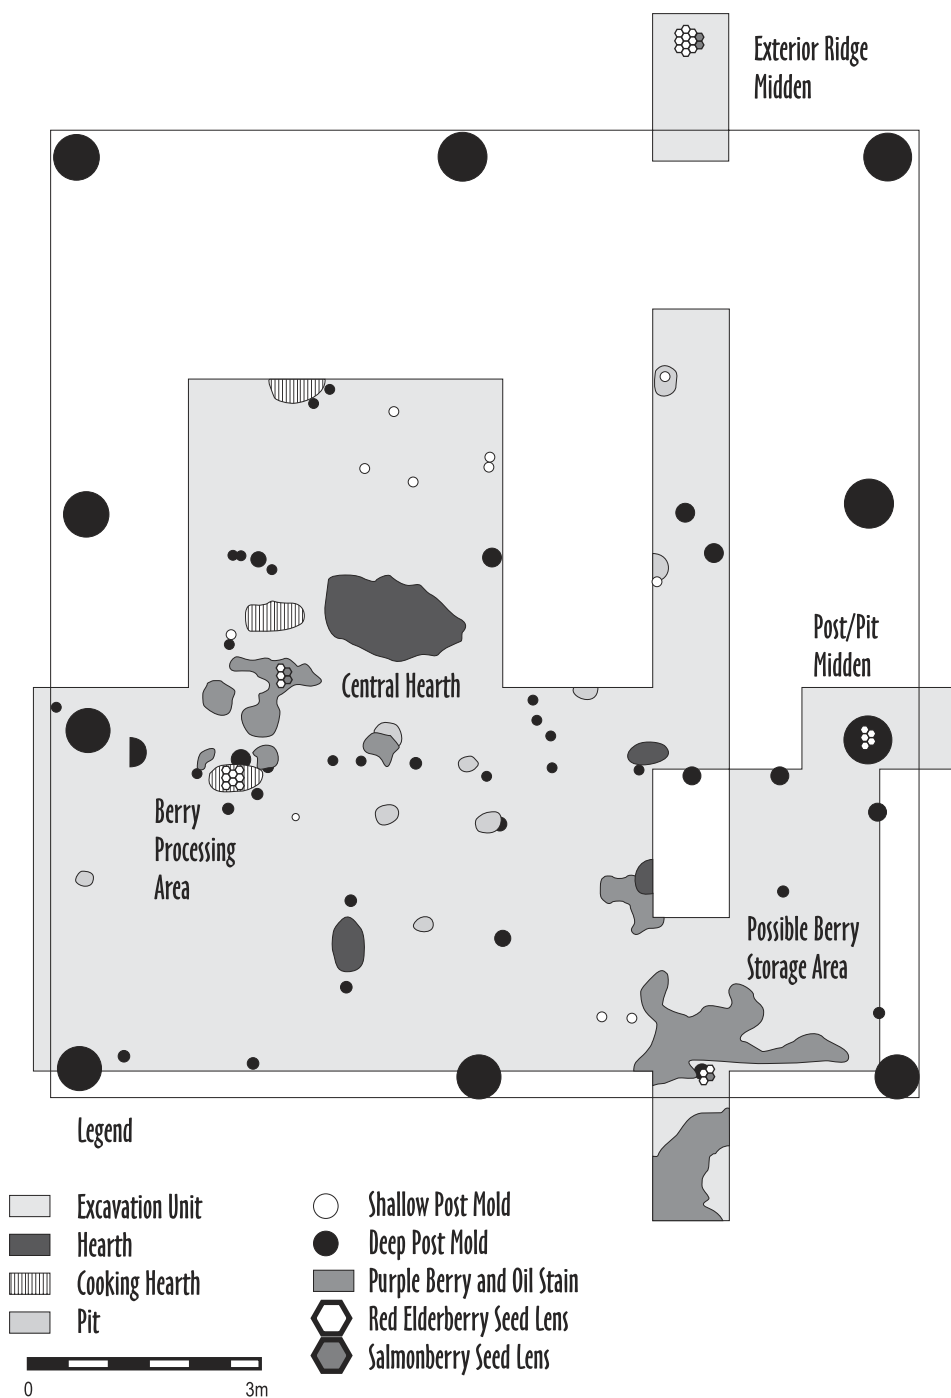 Exterior Ridge
Midden
Post/Pit
Midden
Central Hearth
Berry
Processing
Area
Possible Berry
Storage Area
Legend
Excavation Unit
Hearth
Cooking Hearth
Pit
Shallow Post Mold
Deep Post Mold
Purple Berry and Oil Stain
Red Elderberry Seed Lens
Salmonberry Seed Lens
0 3m